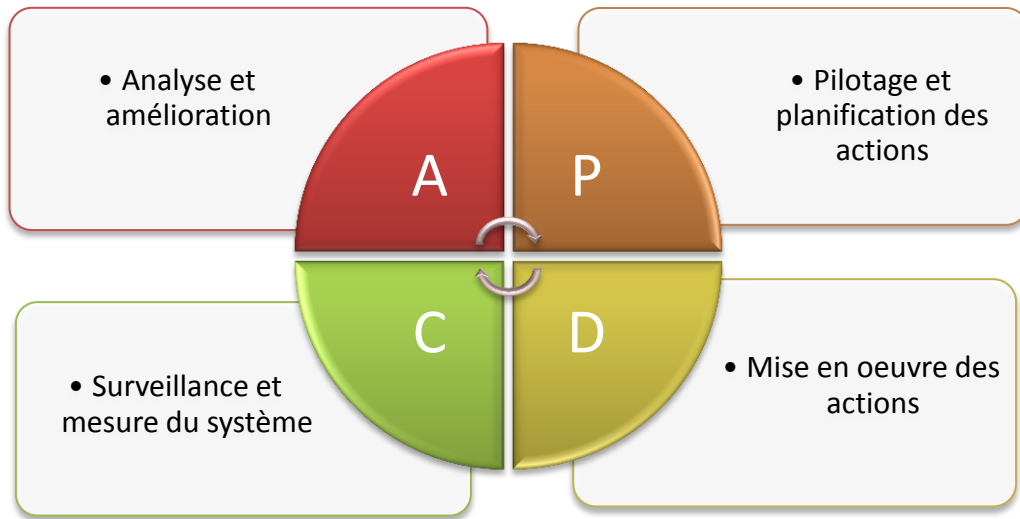 • Analyse et
amélioration
• Pilotage et
planification des
actions
A
P
C
D
• Surveillance et
mesure du système
• Mise en oeuvre des
actions